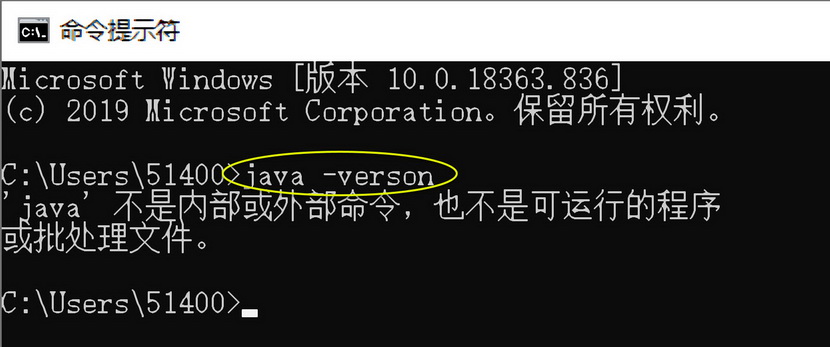 命令提示符
Microsoft Windows [版本 10.0.18363.836]
(c) 2019 Microsoft Corporation。保留所有权利。
C:\Users\51400>java -verson
'java' 不是内部或外部命令，也不是可运行的程序
或批处理文件。
C:\Users\51400>